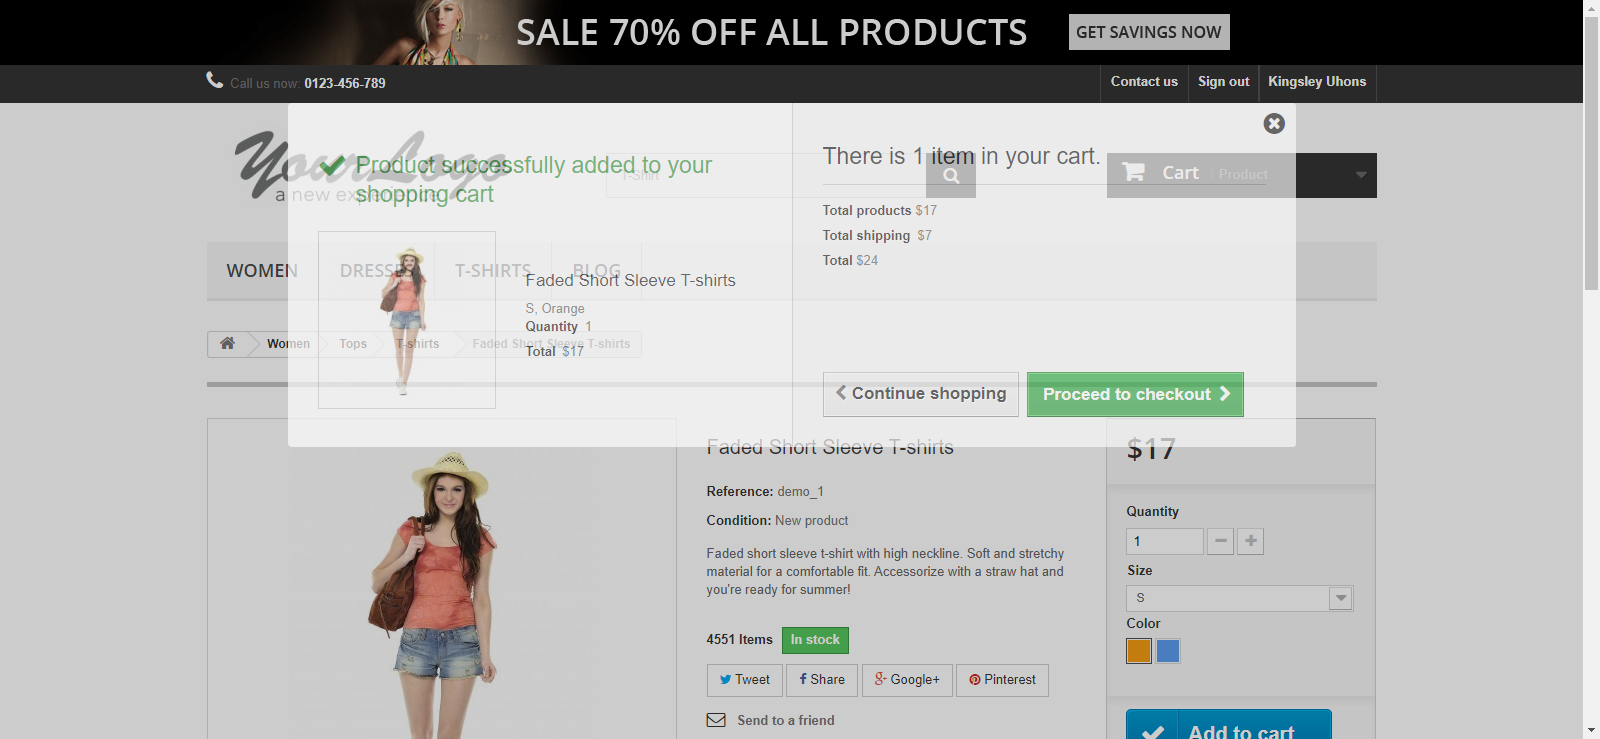 SALE 70% OFF ALL PRODUCTS
GET SAVINGS NOW
Call us now: 0123-456-789
Contact us
Sign out
Kingsley Uhons
Your Logo
a new experience
T-Shirt
Cart 1 Product
Product successfully added to your
shopping cart
There is 1 item in your cart.
Total products $17
Total shipping $7
Total $24
WOMEN
DRESSES
T-SHIRTS
BLOG
Faded Short Sleeve T-shirts
S, Orange
Quantity 1
Total $17
Women
Tops
T-shirts
Faded Short Sleeve T-shirts
Continue shopping
Proceed to checkout
Faded Short Sleeve T-shirts
Reference: demo_1
Condition: New product
Faded short sleeve t-shirt with high neckline. Soft and stretchy
material for a comfortable fit. Accessorize with a straw hat and
you're ready for summer!
4551 Items
In stock
Tweet
Share
Google+
Pinterest
Send to a friend
$17
Quantity
1
Size
S
Color
Add to cart